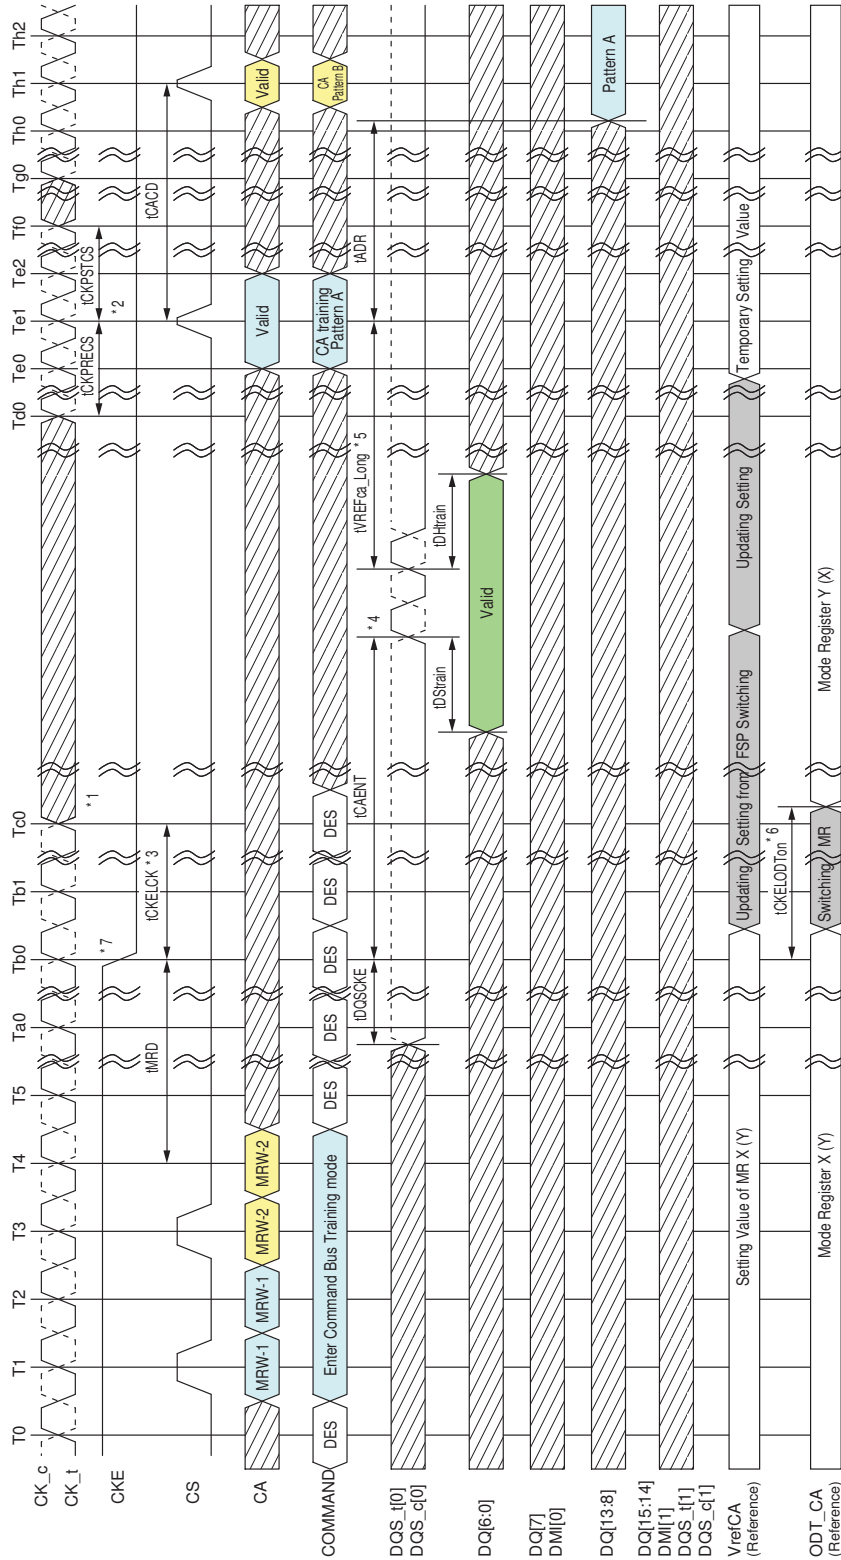 T0 T1 T2 T3 T4 T5 Ta0 Tb0 Tb1 Tc0 Td0 Te0 Te1 Te2 Tf0 Tg0 Th0 Th1 Th2
CK_c
CK_t
tMRD
*7
tCKELCK *3
*1
tCKPRECS
*2
tCKPSTCS
tCACD
CKE
CS
CA
MRW-1 MRW-1 MRW-2 MRW-2 Valid Valid
COMMAND
DES Enter Command Bus Training mode DES DES DES DES DES
CA training
Pattern A
CA
Pattern B
tDQSCKE
tCAENT
*4
tVREFca_Long *5
tADR
DQS_t[0]
DQS_c[0]
tDStrain
tDHtrain
DQ[6:0]
Valid
DQ[7]
DMI[0]
DQ[13:8]
Pattern A
DQ[15:14]
DMI[1]
DQS_t[1]
DQS_c[1]
VrefCA
(Reference)
Setting Value of MR X (Y) Updating Setting from FSP Switching Updating Setting Temporary Setting Value
tCKELODTon *6
ODT_CA
(Reference)
Mode Register X (Y) Switching MR Mode Register Y (X)